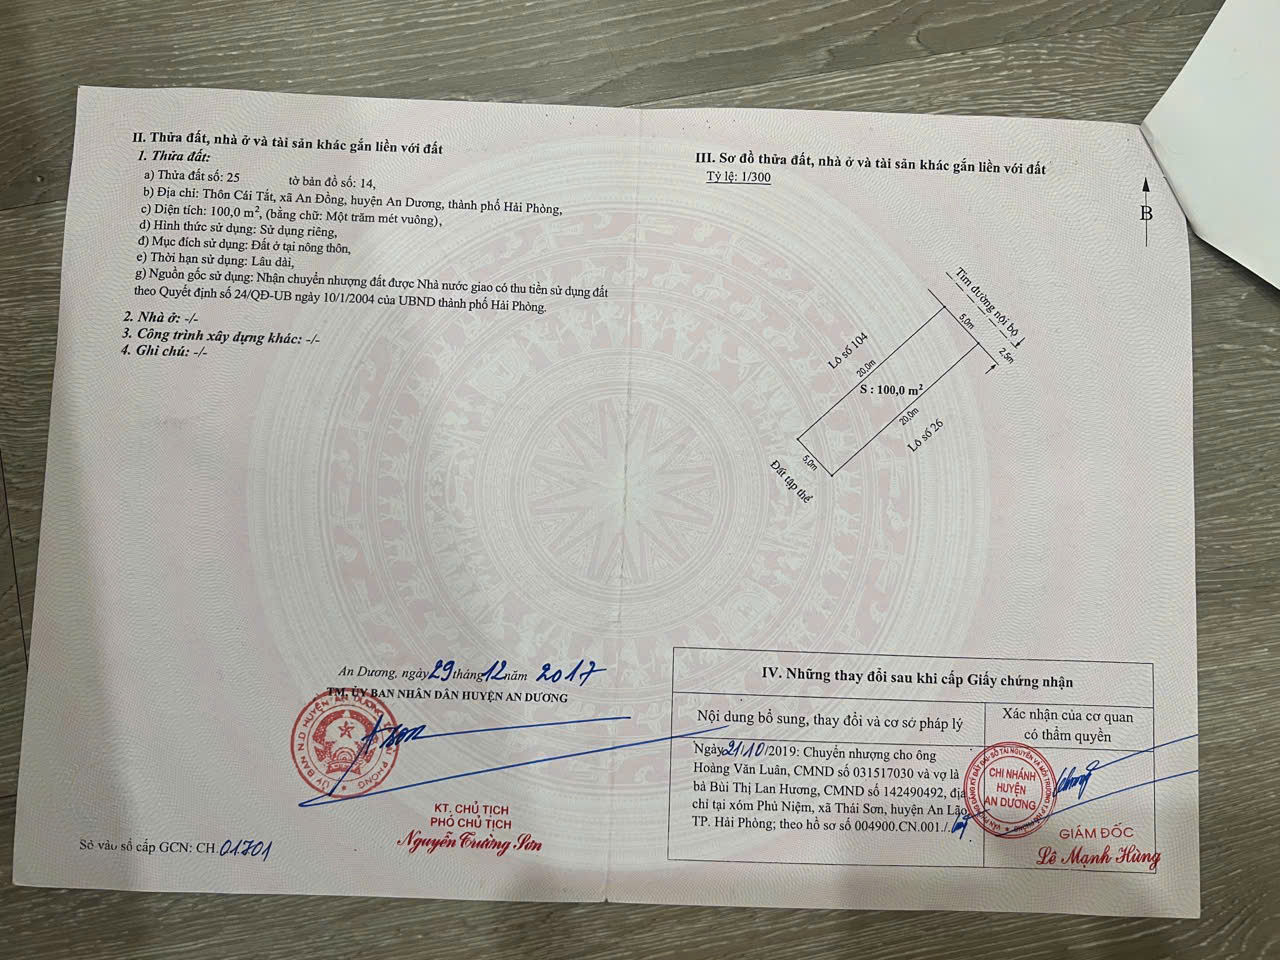 II. Thửa đất, nhà ở và tài sản khác gắn liền với đất
1. Thửa đất:
a) Thửa đất số: 25 tờ bản đồ số: 14,
b) Địa chỉ: Thôn Cái Tắt, xã An Đồng, huyện An Dương, thành phố Hải Phòng,
c) Diện tích: 100,0 m², (bằng chữ: Một trăm mét vuông),
d) Hình thức sử dụng: Sử dụng riêng,
đ) Mục đích sử dụng: Đất ở tại nông thôn,
e) Thời hạn sử dụng: Lâu dài,
g) Nguồn gốc sử dụng: Nhận chuyển nhượng đất được Nhà nước giao có thu tiền sử dụng đất
theo Quyết định số 24/QĐ-UB ngày 10/1/2004 của UBND thành phố Hải Phòng.
2. Nhà ở: -/-
3. Công trình xây dựng khác: -/-
4. Ghi chú: -/-
An Dương, ngày 29 tháng 12 năm 2017
TM. ỦY BAN NHÂN DÂN HUYỆN AN DƯƠNG
KT. CHỦ TỊCH
PHÓ CHỦ TỊCH
Nguyễn Trường Sơn
Số vào sổ cấp GCN: CH.01701
III. Sơ đồ thửa đất, nhà ở và tài sản khác gắn liền với đất
Tỷ lệ: 1/300
B
Tim đường nội bộ
5,0m
2,5m
Lô số 104
20,0m
S : 100,0 m²
20,0m
Lô số 26
5,0m
Đất tập thể
IV. Những thay đổi sau khi cấp Giấy chứng nhận
Nội dung bổ sung, thay đổi và cơ sở pháp lý
Xác nhận của cơ quan
có thẩm quyền
Ngày 21/10/2019: Chuyển nhượng cho ông
Hoàng Văn Luân, CMND số 031517030 và vợ là
bà Bùi Thị Lan Hương, CMND số 142490492, địa
chỉ tại xóm Phủ Niệm, xã Thái Sơn, huyện An Lão,
TP. Hải Phòng; theo hồ sơ số 004900.CN.001./.
CHI NHÁNH
HUYỆN
AN DƯƠNG
GIÁM ĐỐC
Lê Mạnh Hùng